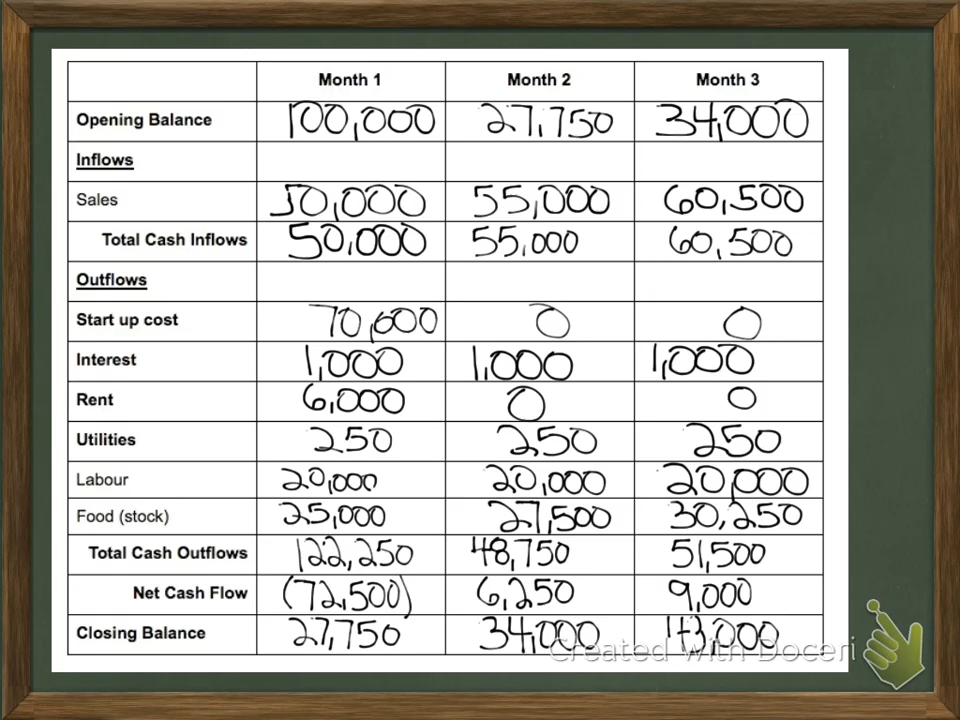 Month 1 Month 2 Month 3
Opening Balance 100,000 27,750 34,000
Inflows
Sales 50,000 55,000 60,500
Total Cash Inflows 50,000 55,000 60,500
Outflows
Start up cost 70,000 0 0
Interest 1,000 1,000 1,000
Rent 6,000 0 0
Utilities 250 250 250
Labour 20,000 20,000 20,000
Food (stock) 25,000 27,500 30,250
Total Cash Outflows 122,250 48,750 51,500
Net Cash Flow (72,500) 6,250 9,000
Closing Balance 27,750 34,000 43,000
Created with Doceri